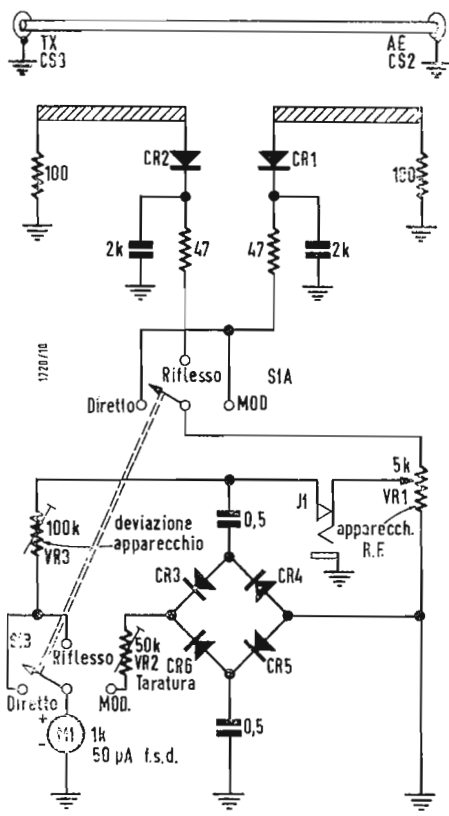 TX
CS3
AE
CS2
CR2
CR1
100
100
2k
47
47
2k
1720/10
Riflesso
S1A
Diretto
MOD
5k
VR1
J1
apparecch.
R.F.
100k
VR3
deviazione
apparecchio
0,5
CR3
CR4
S1B
Riflesso
50k
VR2
Taratura
CR6
CR5
Diretto
MOD.
+
-
M1
1k
50 µA f.s.d.
0,5